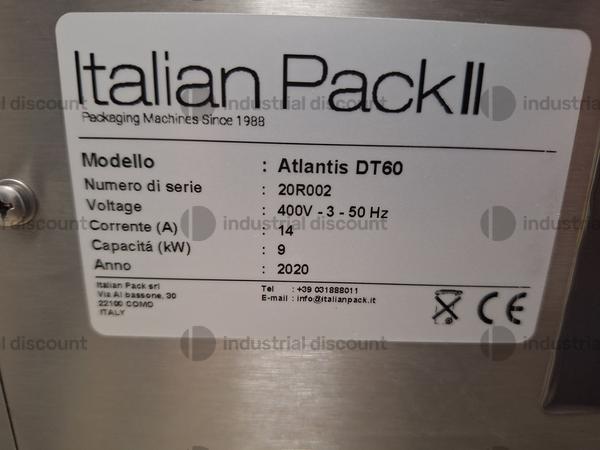 Italian Pack
Packaging Machines Since 1988
Modello : Atlantis DT60
Numero di serie : 20R002
Voltage : 400V - 3 - 50 Hz
Corrente (A) : 14
Capacitá (kW) : 9
Anno : 2020
Italian Pack srl
Via Al bassone, 30
22100 COMO
ITALY
Tel : +39 031888011
E-mail : info@italianpack.it
CE
industrial discount